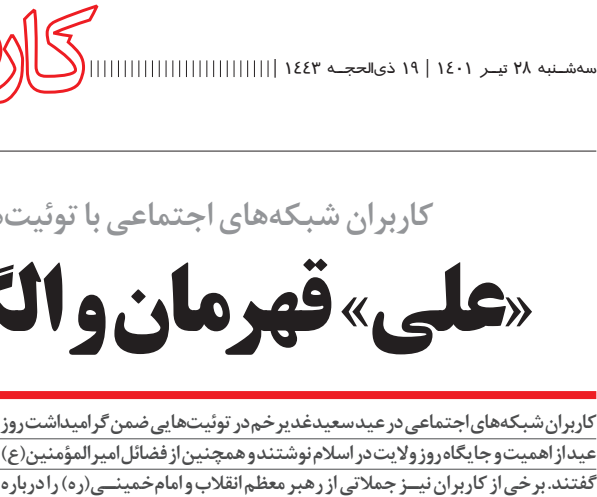 سه‌شنبه ۲۸ تیر ۱۴۰۱ | ۱۹ ذی‌الحجه ۱۴۴۳
کاربران شبکه‌های اجتماعی با
«علی» قهرمان و
کاربران شبکه‌های اجتماعی در عید سعید غدیر خم در توئیت‌هایی ضمن گرامیداشت روز
عید از اهمیت و جایگاه روز ولایت در اسلام نوشتند و همچنین از فضائل امیرالمؤمنین(ع)
گفتند. برخی از کاربران نیز جملاتی از رهبر معظم انقلاب و امام خمینی(ره) را درباره